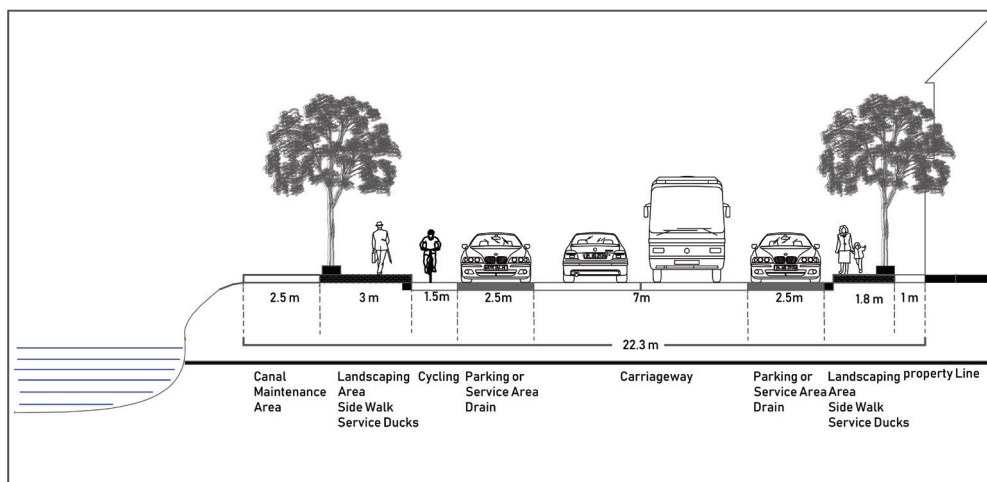 2.5 m
3 m
1.5m
2.5m
7m
2.5m
1.8 m
1 m
22.3 m
Canal
Maintenance
Area
Landscaping
Area
Side Walk
Service Ducks
Cycling
Parking or
Service Area
Drain
Carriageway
Parking or
Service Area
Drain
Landscaping
Area
Side Walk
Service Ducks
property Line